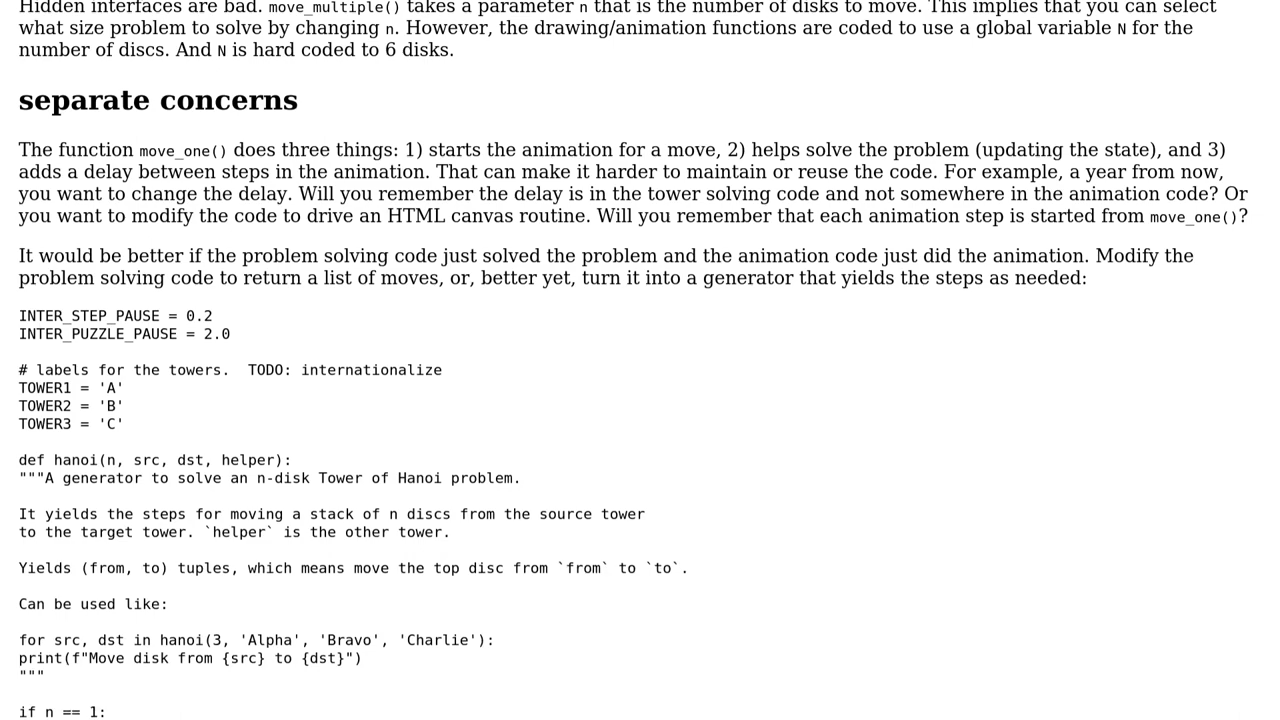 Hidden interfaces are bad. move_multiple() takes a parameter n that is the number of disks to move. This implies that you can select
what size problem to solve by changing n. However, the drawing/animation functions are coded to use a global variable N for the
number of discs. And N is hard coded to 6 disks.
separate concerns
The function move_one() does three things: 1) starts the animation for a move, 2) helps solve the problem (updating the state), and 3)
adds a delay between steps in the animation. That can make it harder to maintain or reuse the code. For example, a year from now,
you want to change the delay. Will you remember the delay is in the tower solving code and not somewhere in the animation code? Or
you want to modify the code to drive an HTML canvas routine. Will you remember that each animation step is started from move_one()?
It would be better if the problem solving code just solved the problem and the animation code just did the animation. Modify the
problem solving code to return a list of moves, or, better yet, turn it into a generator that yields the steps as needed:
INTER_STEP_PAUSE = 0.2
INTER_PUZZLE_PAUSE = 2.0
# labels for the towers.  TODO: internationalize
TOWER1 = 'A'
TOWER2 = 'B'
TOWER3 = 'C'
def hanoi(n, src, dst, helper):
"""A generator to solve an n-disk Tower of Hanoi problem.
It yields the steps for moving a stack of n discs from the source tower
to the target tower. `helper` is the other tower.
Yields (from, to) tuples, which means move the top disc from `from` to `to`.
Can be used like:
for src, dst in hanoi(3, 'Alpha', 'Bravo', 'Charlie'):
print(f"Move disk from {src} to {dst}")
"""
if n == 1: